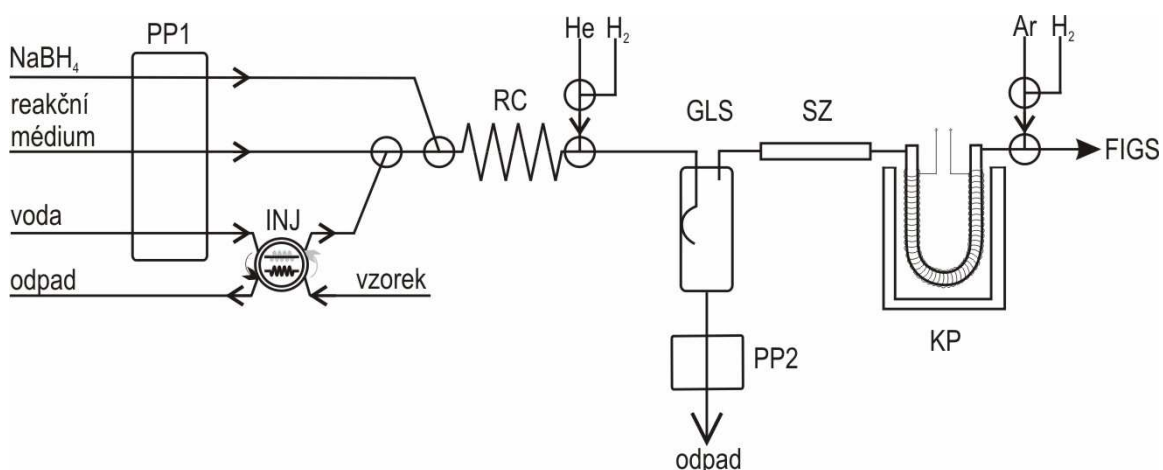 PP1
NaBH4
reakční
médium
voda
odpad
INJ
vzorek
RC
He H2
GLS
SZ
PP2
odpad
KP
Ar H2
FIGS